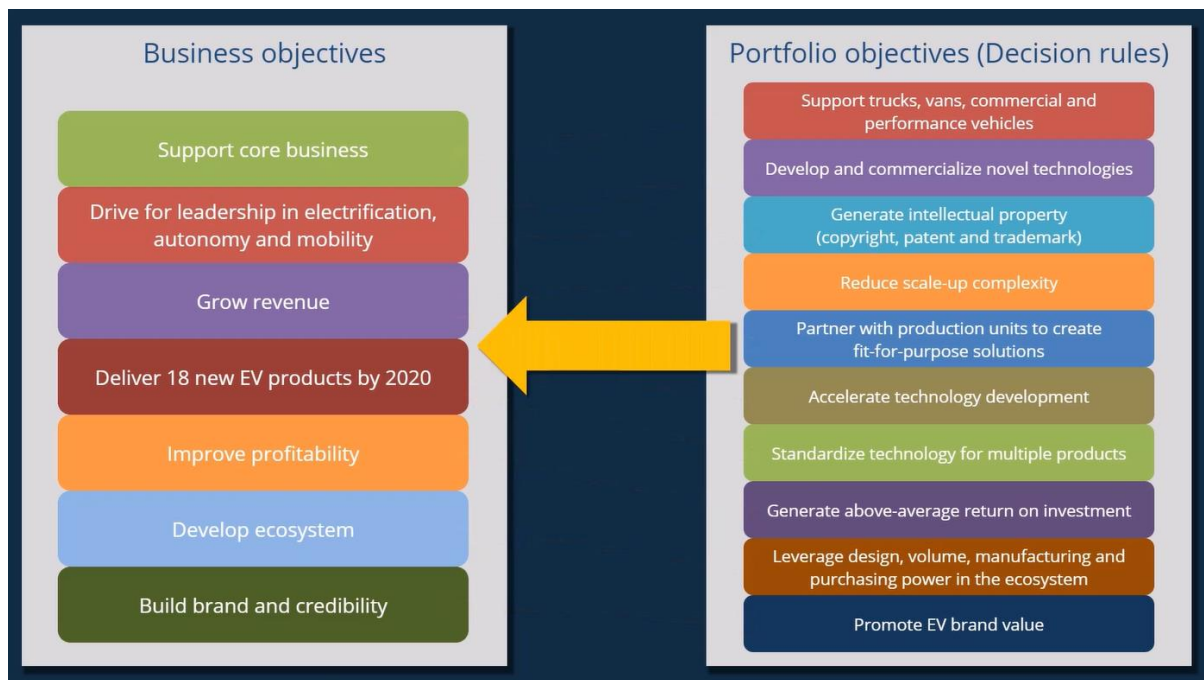 Business objectives
Support core business
Drive for leadership in electrification,
autonomy and mobility
Grow revenue
Deliver 18 new EV products by 2020
Improve profitability
Develop ecosystem
Build brand and credibility
Portfolio objectives (Decision rules)
Support trucks, vans, commercial and
performance vehicles
Develop and commercialize novel technologies
Generate intellectual property
(copyright, patent and trademark)
Reduce scale-up complexity
Partner with production units to create
fit-for-purpose solutions
Accelerate technology development
Standardize technology for multiple products
Generate above-average return on investment
Leverage design, volume, manufacturing and
purchasing power in the ecosystem
Promote EV brand value